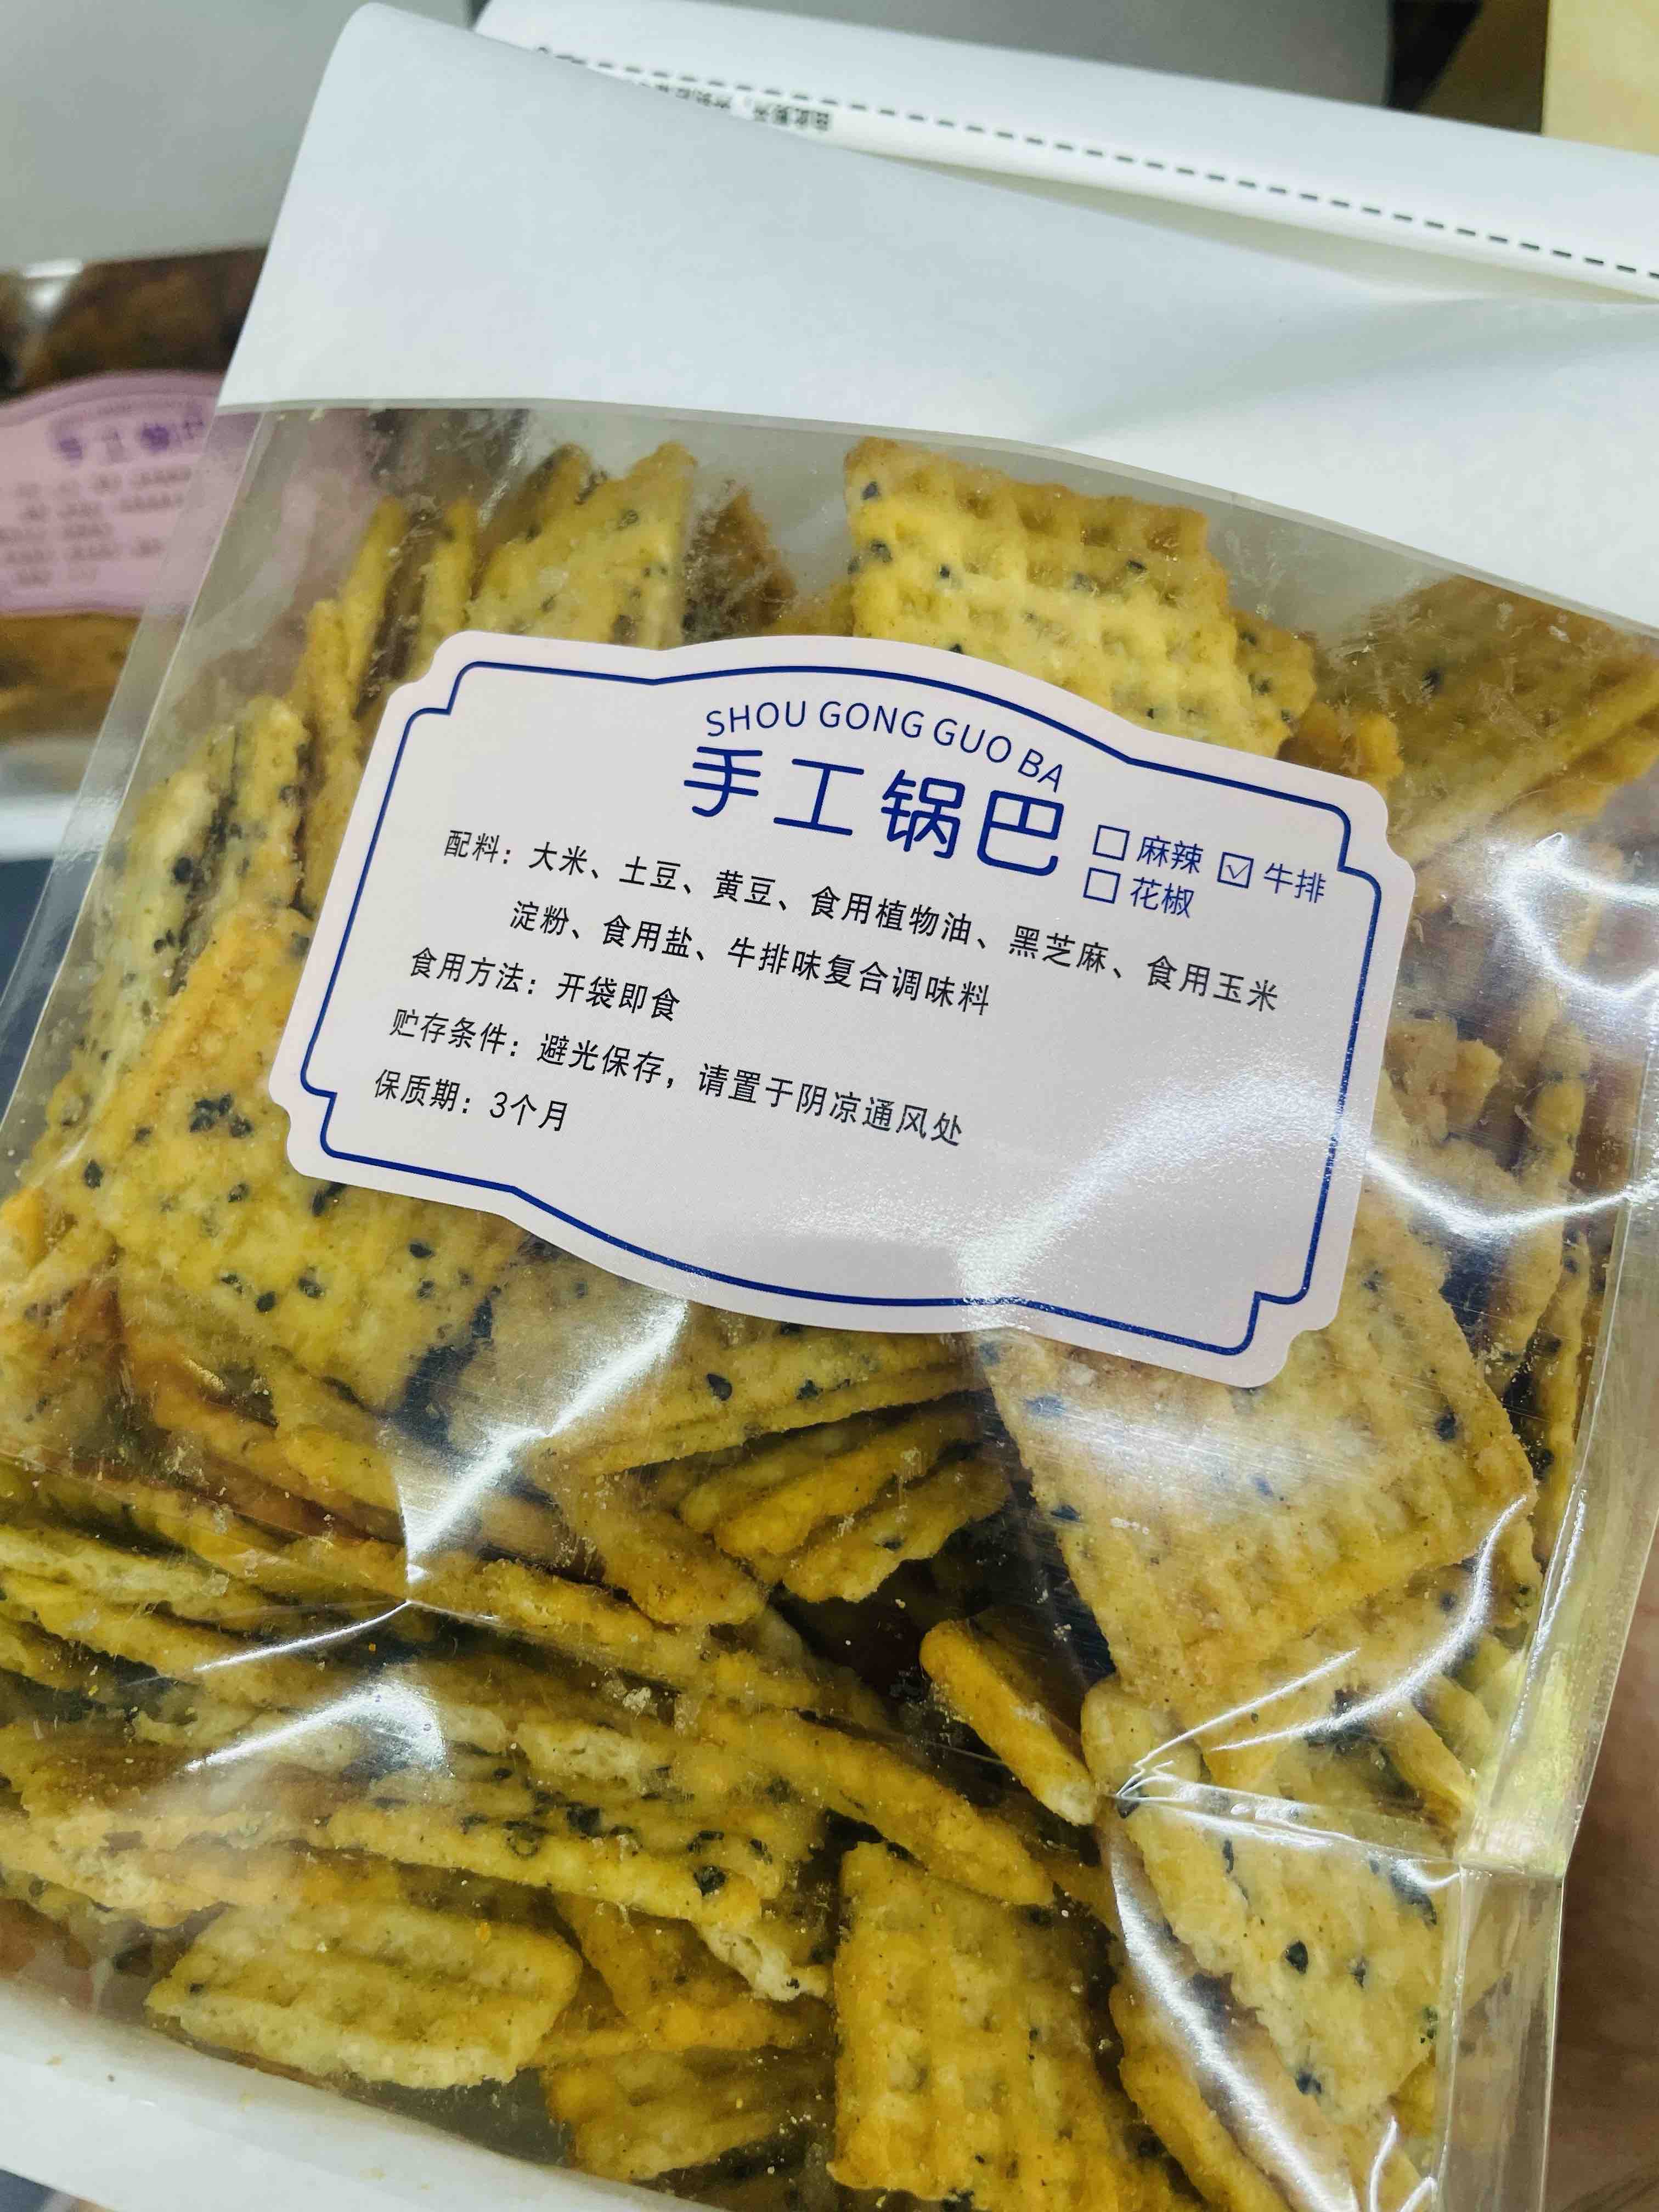 SHOU GONG GUO BA
手工锅巴
□麻辣 ☑牛排
□花椒
配料：大米、土豆、黄豆、食用植物油、黑芝麻、食用玉米
淀粉、食用盐、牛排味复合调味料
食用方法：开袋即食
贮存条件：避光保存，请置于阴凉通风处
保质期：3个月
手工锅巴